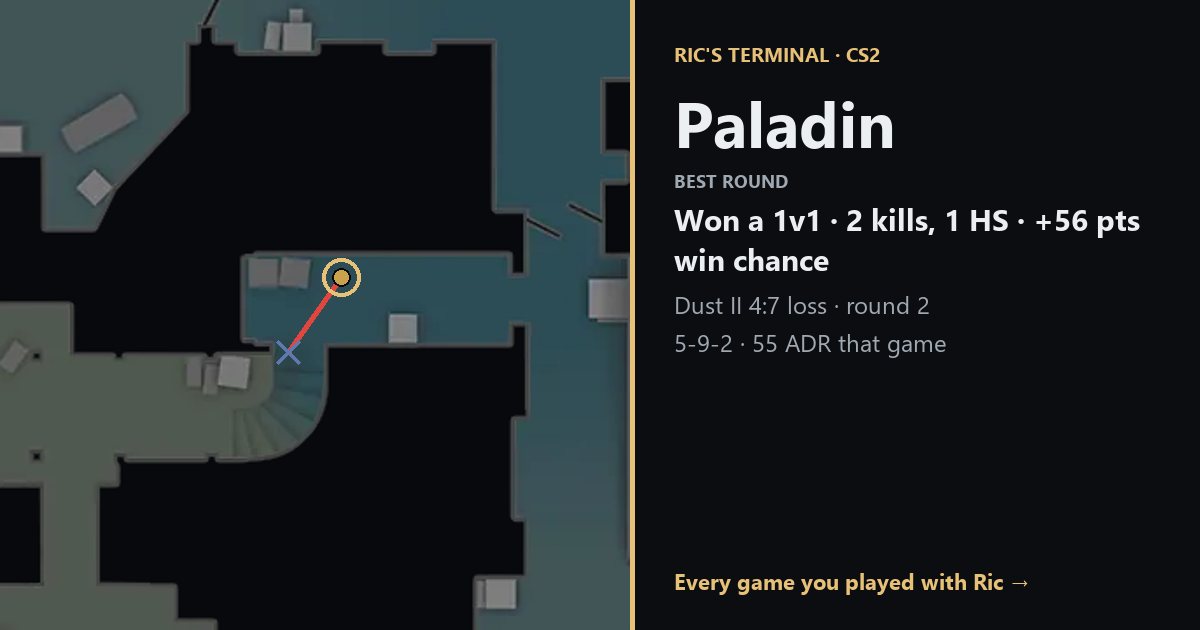 RIC'S TERMINAL · CS2
Paladin
BEST ROUND
Won a 1v1 · 2 kills, 1 HS · +56 pts
win chance
Dust II 4:7 loss · round 2
5-9-2 · 55 ADR that game
Every game you played with Ric →